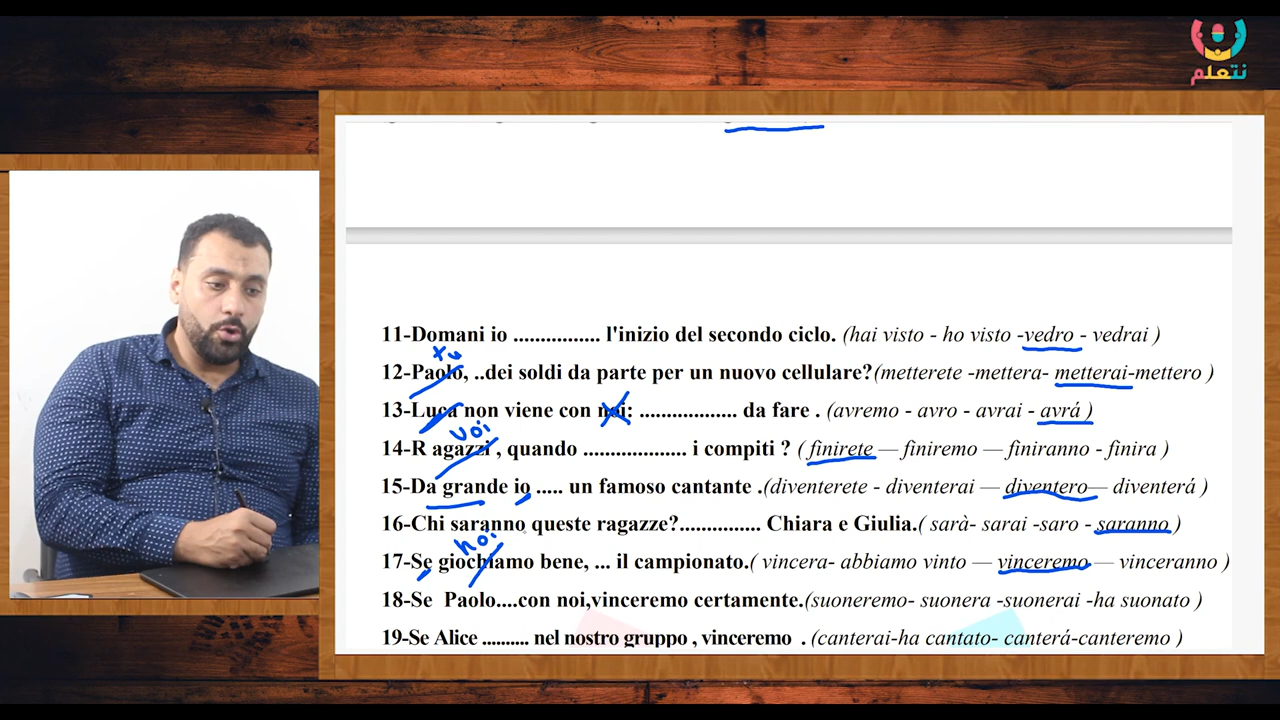 نتعلم
11-Domani io ................ l'inizio del secondo ciclo. (hai visto - ho visto -vedro - vedrai )
tu
12-Paolo, ..dei soldi da parte per un nuovo cellulare?(metterete -mettera- metterai-mettero )
13-Luca non viene con noi: .................. da fare . (avremo - avro - avrai - avrá )
voi
14-R agazzi , quando ................... i compiti ? ( finirete — finiremo — finiranno - finira )
15-Da grande io ..... un famoso cantante .(diventerete - diventerai — diventero— diventerá )
16-Chi saranno queste ragazze?............... Chiara e Giulia.( sarà- sarai -saro - saranno )
noi
17-Se giochiamo bene, ... il campionato.( vincera- abbiamo vinto — vinceremo — vinceranno )
18-Se Paolo....con noi,vinceremo certamente.(suoneremo- suonera -suonerai -ha suonato )
19-Se Alice .......... nel nostro gruppo , vinceremo . (canterai-ha cantato- canterá-canteremo )